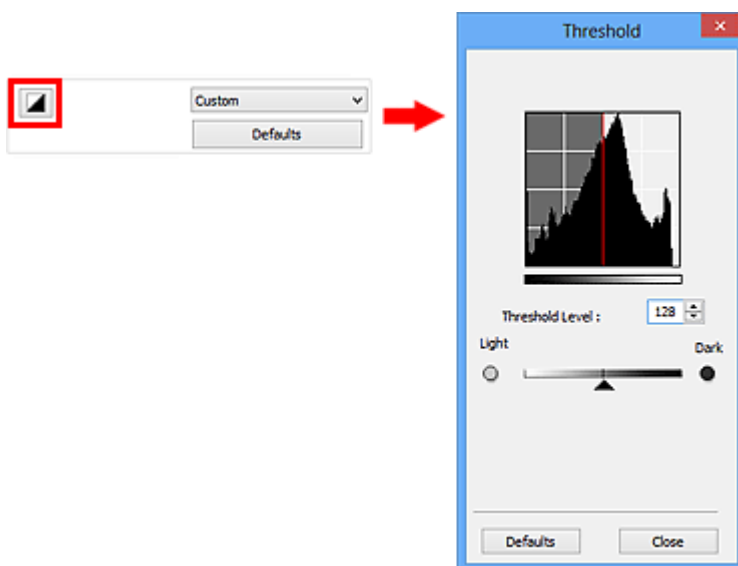 Custom
Defaults
Threshold
Threshold Level :
128
Light
Dark
Defaults
Close